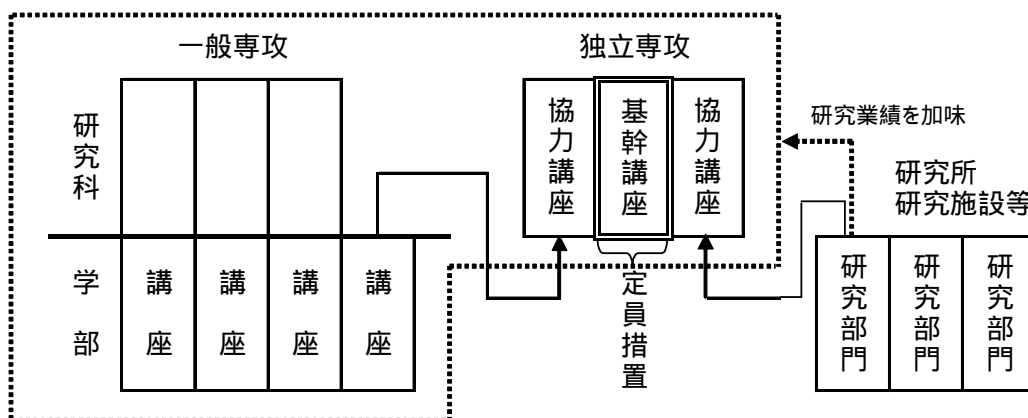 一般専攻
独立専攻
研究科
協力講座
基幹講座
協力講座
研究業績を加味
研究所
研究施設等
学部
講座
講座
講座
講座
定員措置
研究部門
研究部門
研究部門